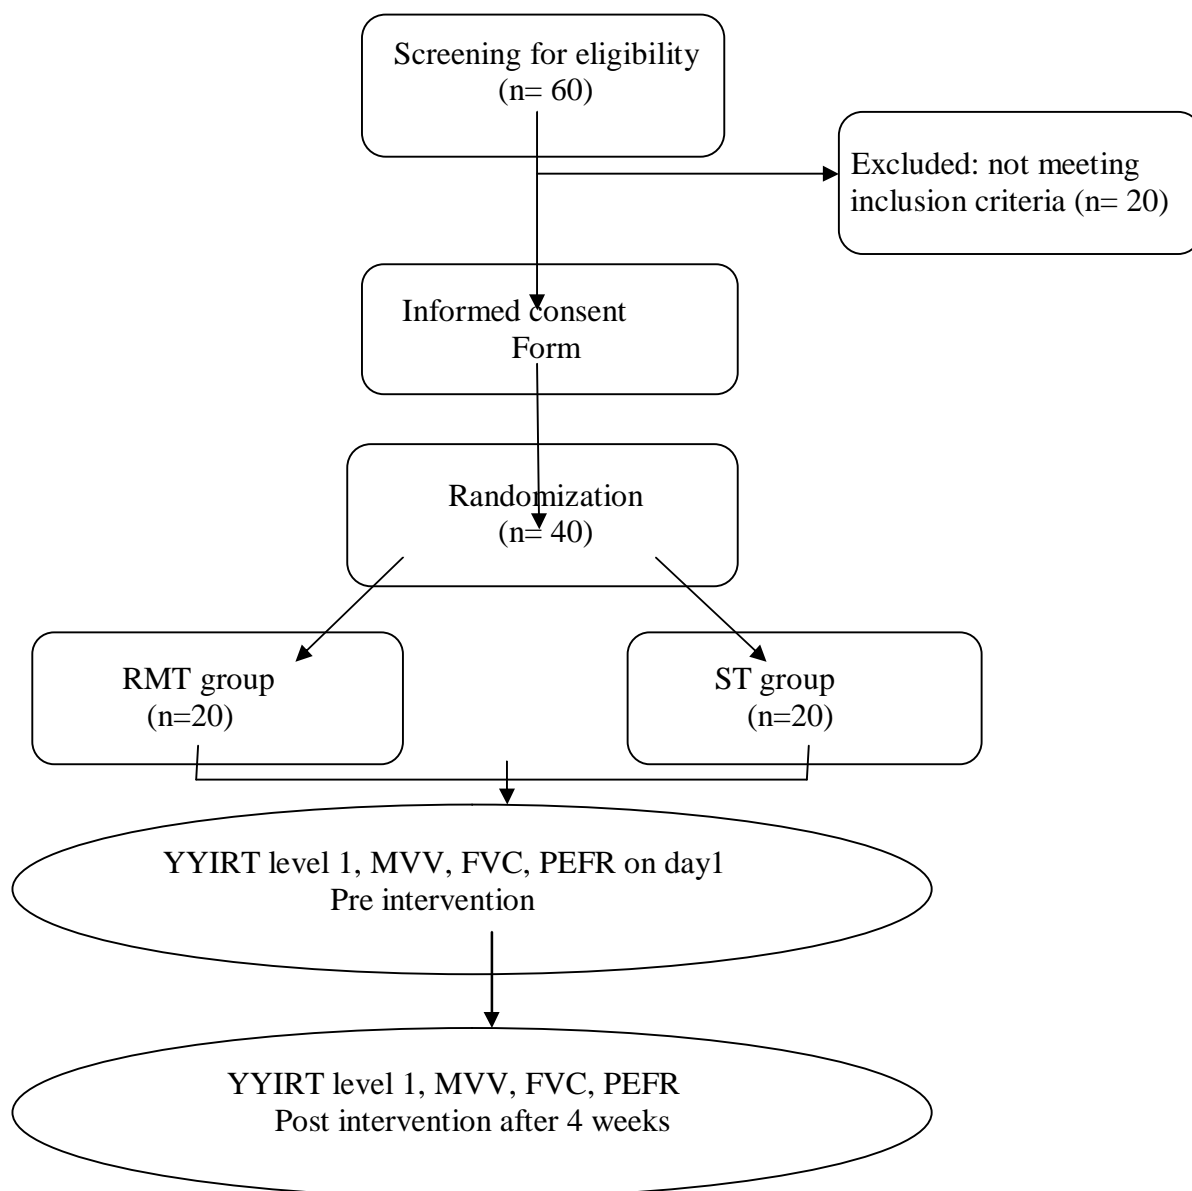 Screening for eligibility
(n= 60)
Excluded: not meeting
inclusion criteria (n= 20)
Informed consent
Form
Randomization
(n= 40)
RMT group
(n=20)
ST group
(n=20)
YYIRT level 1, MVV, FVC, PEFR on day1
Pre intervention
YYIRT level 1, MVV, FVC, PEFR
Post intervention after 4 weeks